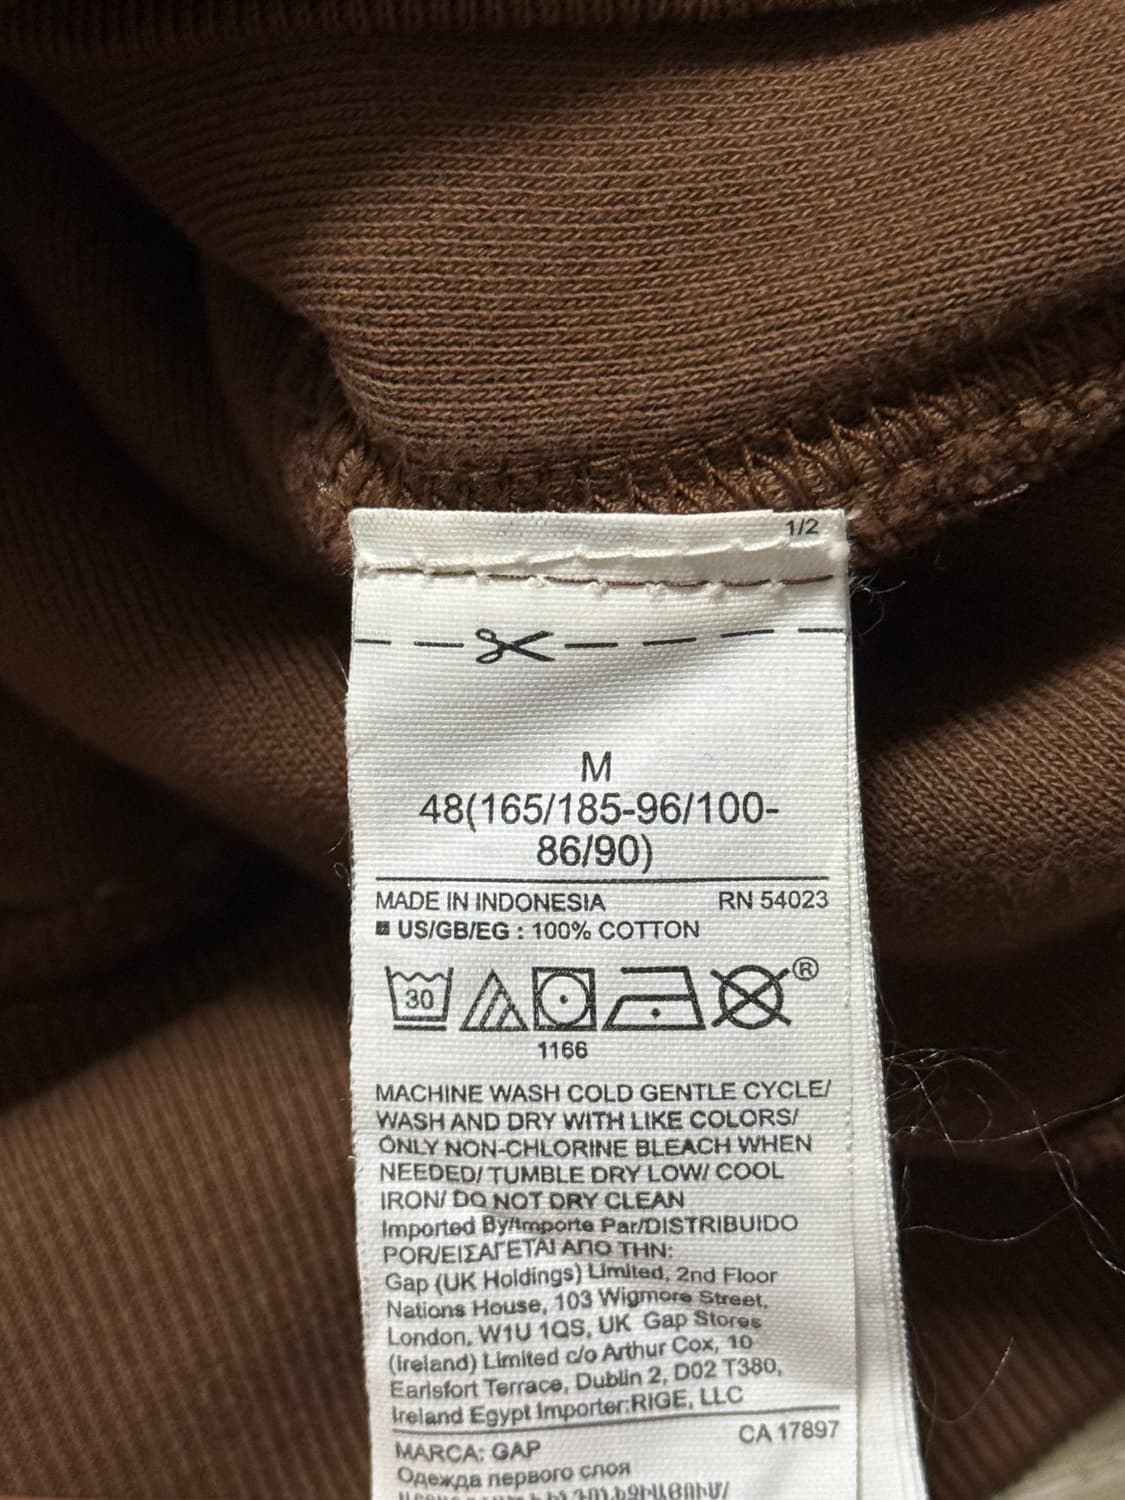 1/2
M
48(165/185-96/100-
86/90)
MADE IN INDONESIA RN 54023
US/GB/EG : 100% COTTON
30 ®
1166
MACHINE WASH COLD GENTLE CYCLE/
WASH AND DRY WITH LIKE COLORS/
ONLY NON-CHLORINE BLEACH WHEN
NEEDED/ TUMBLE DRY LOW/ COOL
IRON/ DO NOT DRY CLEAN
Imported By/Importe Par/DISTRIBUIDO
POR/ΕΙΣΑΓΕΤΑΙ ΑΠΟ ΤΗΝ:
Gap (UK Holdings) Limited, 2nd Floor
Nations House, 103 Wigmore Street,
London, W1U 1QS, UK Gap Stores
(Ireland) Limited c/o Arthur Cox, 10
Earlsfort Terrace, Dublin 2, D02 T380,
Ireland Egypt Importer:RIGE, LLC
CA 17897
MARCA: GAP
Одежда первого слоя